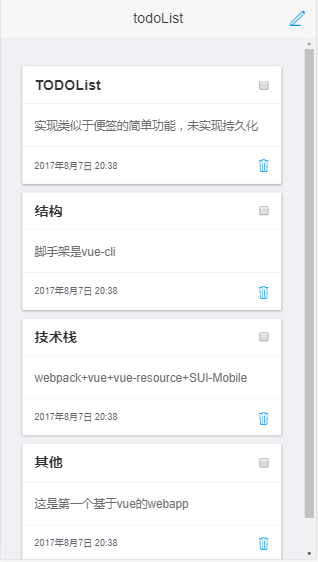 todoList
TODOList
实现类似于便签的简单功能，未实现持久化
2017年8月7日 20:38
结构
脚手架是vue-cli
2017年8月7日 20:38
技术栈
webpack+vue+vue-resource+SUI-Mobile
2017年8月7日 20:38
其他
这是第一个基于vue的webapp
2017年8月7日 20:38